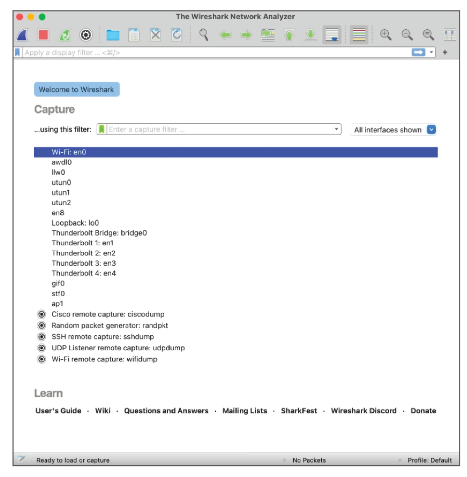 The Wireshark Network Analyzer
Apply a display filter ... <⌘/>
Welcome to Wireshark
Capture
...using this filter: Enter a capture filter ... All interfaces shown
Wi-Fi: en0
awdl0
llw0
utun0
utun1
utun2
en8
Loopback: lo0
Thunderbolt Bridge: bridge0
Thunderbolt 1: en1
Thunderbolt 2: en2
Thunderbolt 3: en3
Thunderbolt 4: en4
gif0
stf0
ap1
Cisco remote capture: ciscodump
Random packet generator: randpkt
SSH remote capture: sshdump
UDP Listener remote capture: udpdump
Wi-Fi remote capture: wifidump
Learn
User's Guide · Wiki · Questions and Answers · Mailing Lists · SharkFest · Wireshark Discord · Donate
Ready to load or capture No Packets Profile: Default